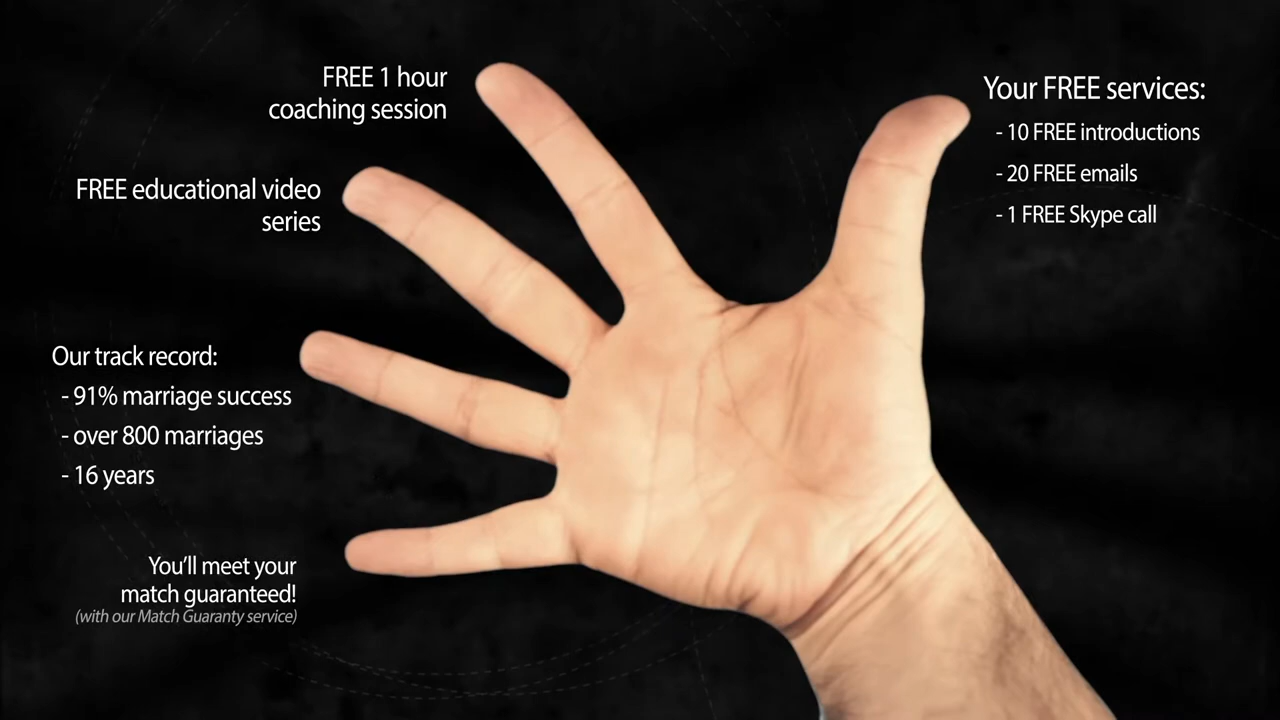 FREE 1 hour
coaching session
Your FREE services:
- 10 FREE introductions
- 20 FREE emails
- 1 FREE Skype call
FREE educational video
series
Our track record:
- 91% marriage success
- over 800 marriages
- 16 years
You'll meet your
match guaranteed!
(with our Match Guaranty service)